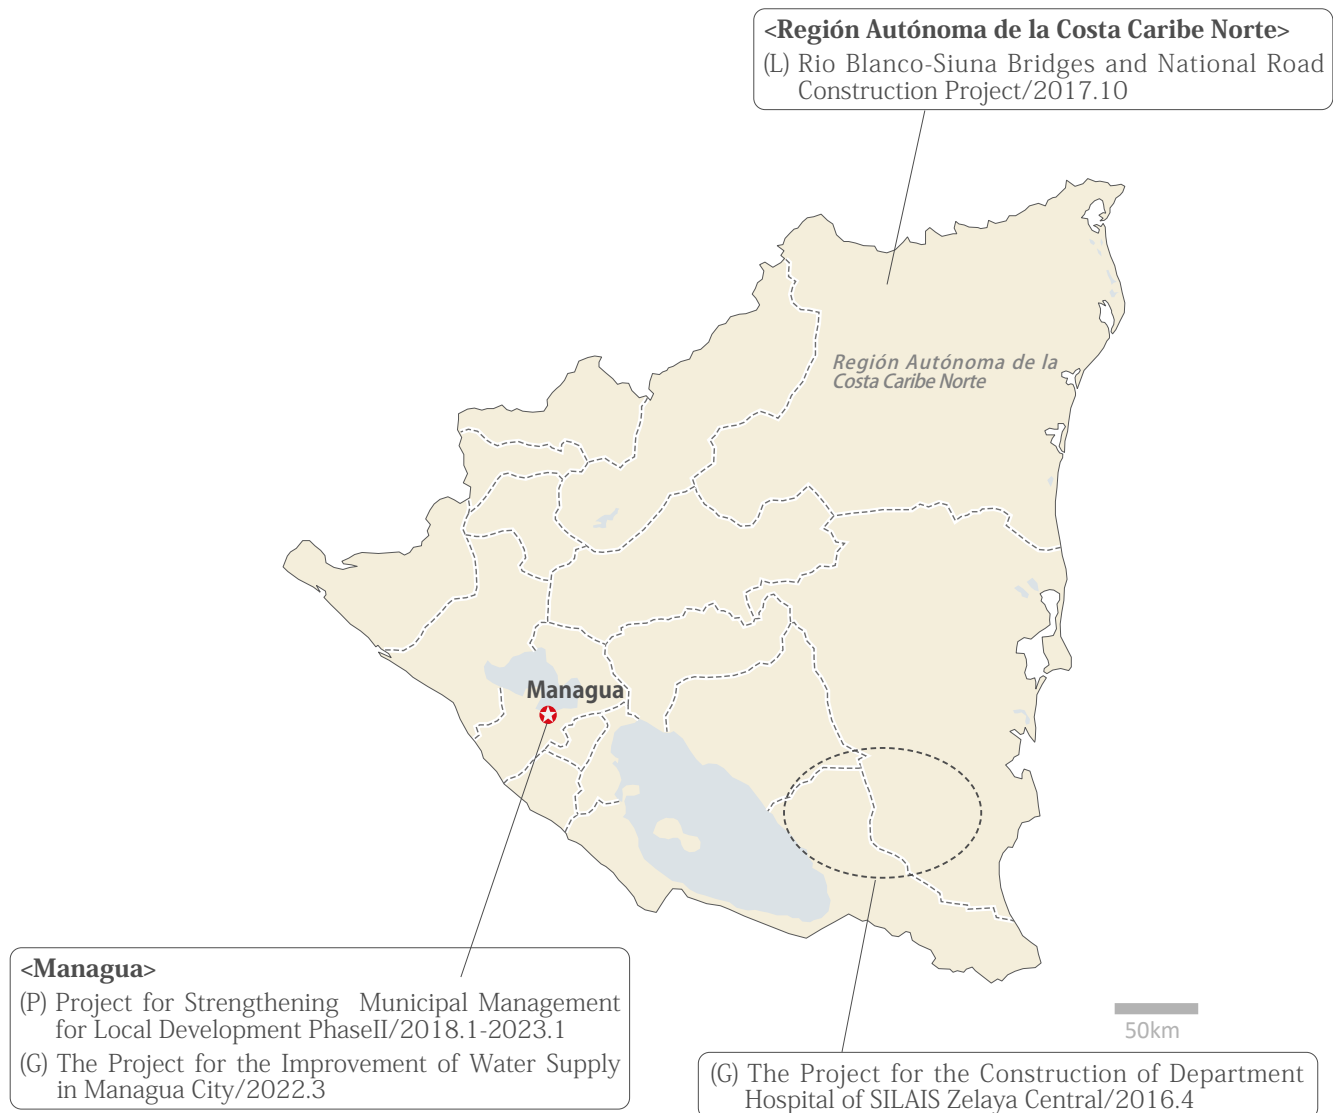 <Región Autónoma de la Costa Caribe Norte>
(L) Rio Blanco-Siuna Bridges and National Road
Construction Project/2017.10
Región Autónoma de la
Costa Caribe Norte
Managua
<Managua>
(P) Project for Strengthening Municipal Management
for Local Development PhaseII/2018.1-2023.1
(G) The Project for the Improvement of Water Supply
in Managua City/2022.3
50km
(G) The Project for the Construction of Department
Hospital of SILAIS Zelaya Central/2016.4